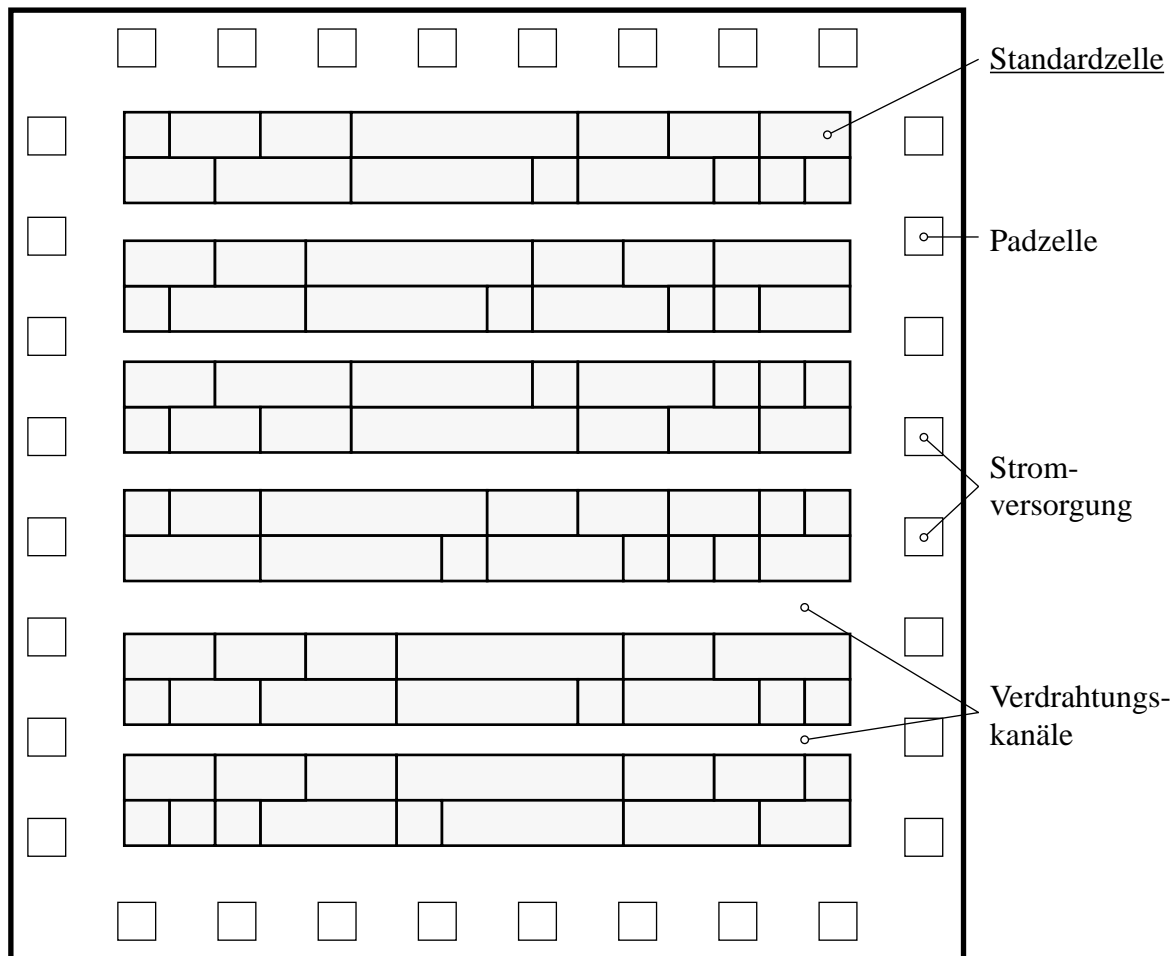 Standardzelle
Padzelle
Strom-
versorgung
Verdrahtungs-
kanäle